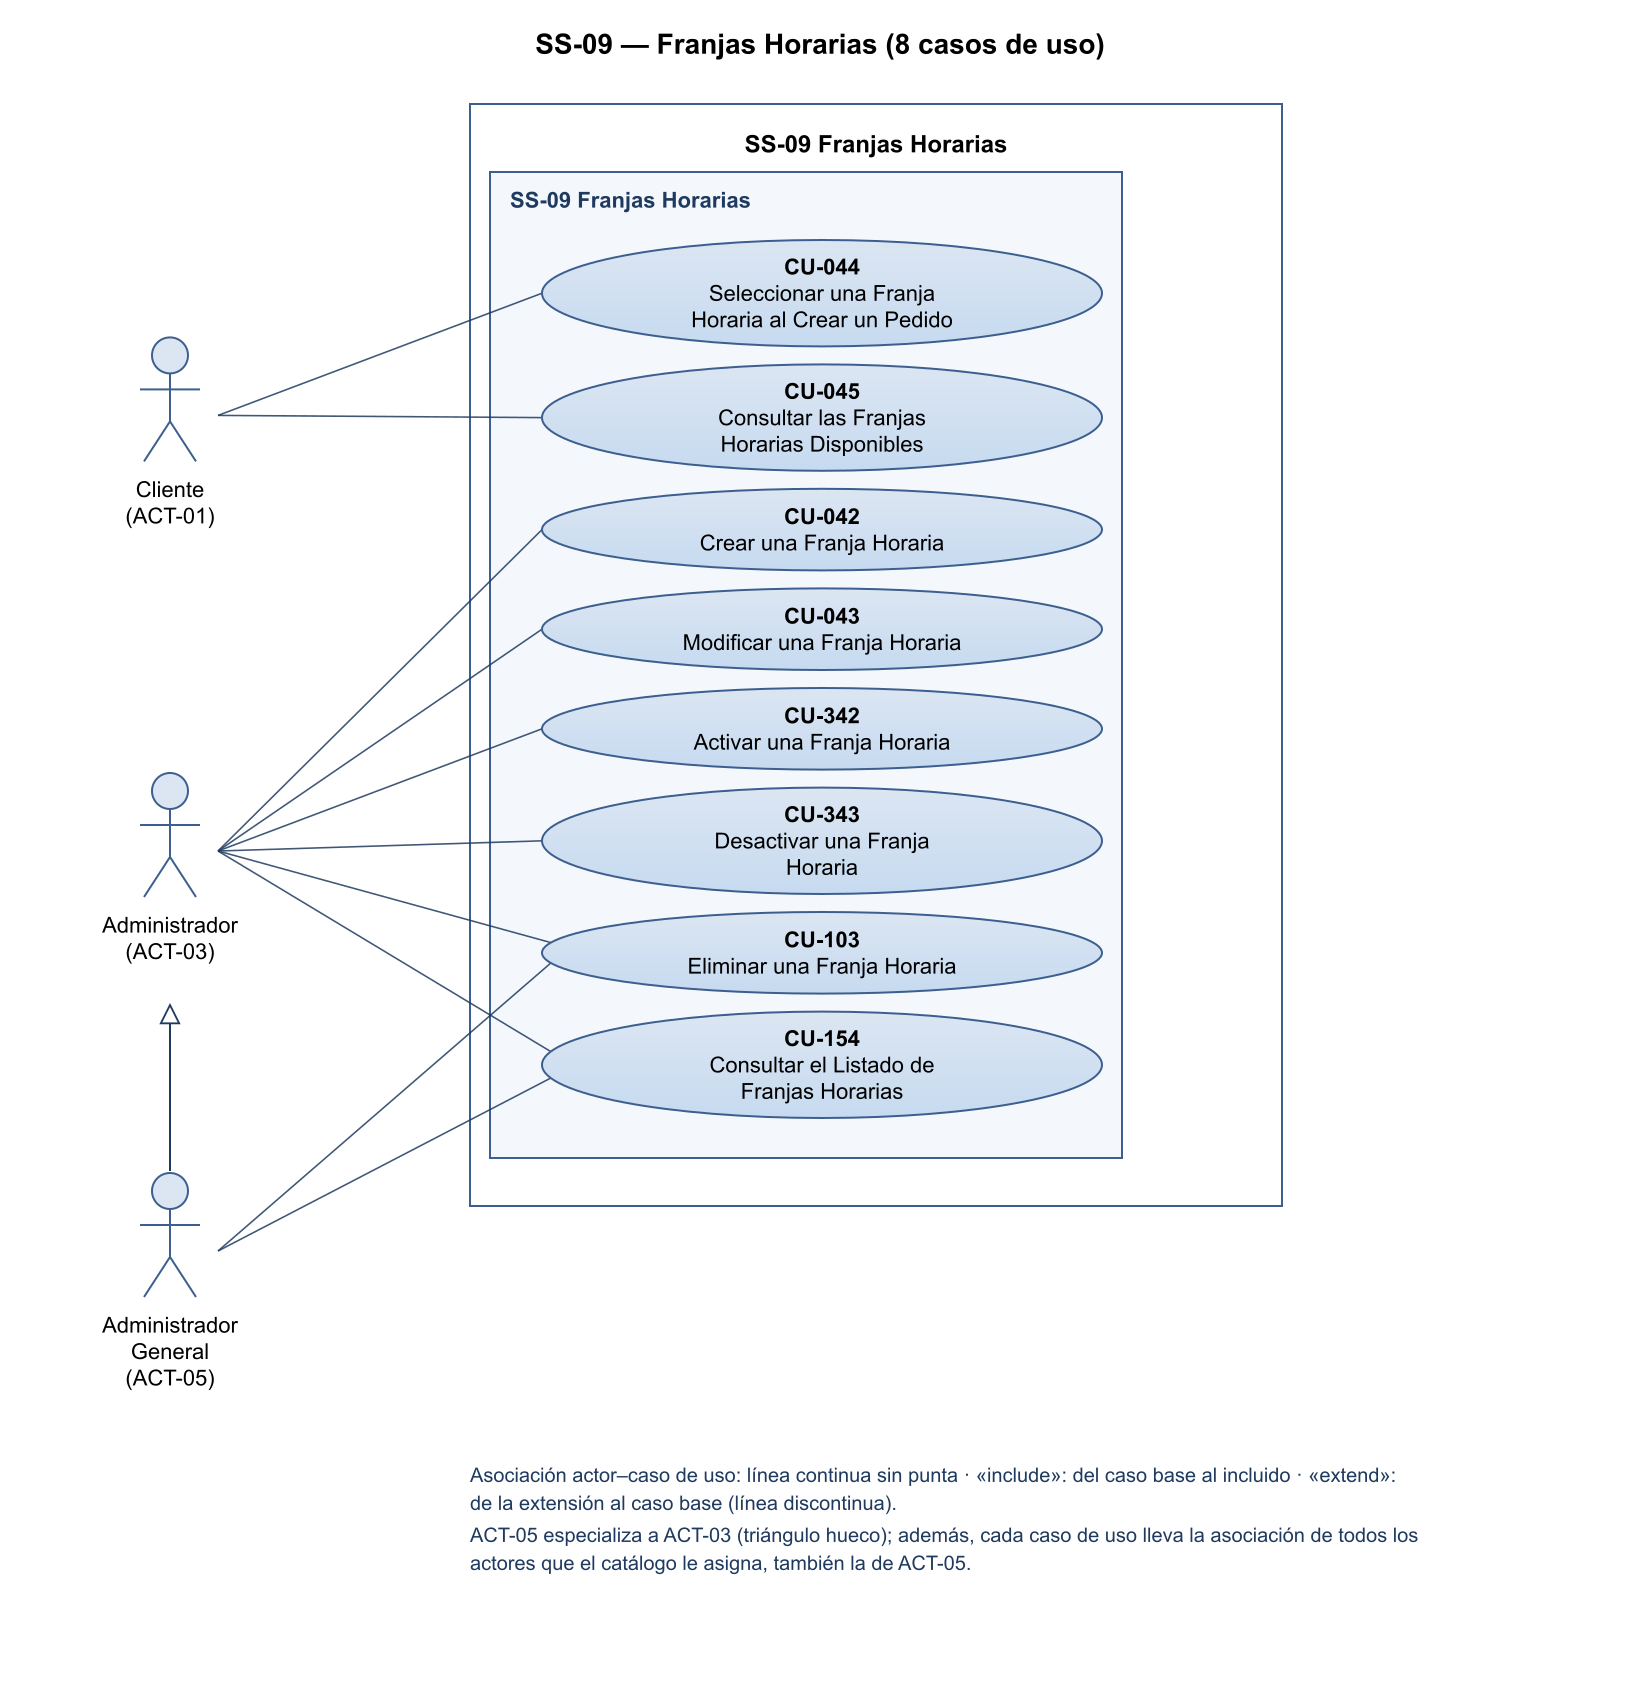 SS-09 — Franjas Horarias (8 casos de uso)
SS-09 Franjas Horarias
SS-09 Franjas Horarias
CU-044
Seleccionar una Franja
Horaria al Crear un Pedido
CU-045
Consultar las Franjas
Horarias Disponibles
Cliente
(ACT-01)
CU-042
Crear una Franja Horaria
CU-043
Modificar una Franja Horaria
CU-342
Activar una Franja Horaria
CU-343
Desactivar una Franja
Horaria
Administrador
(ACT-03)
CU-103
Eliminar una Franja Horaria
CU-154
Consultar el Listado de
Franjas Horarias
Administrador
General
(ACT-05)
Asociación actor–caso de uso: línea continua sin punta · «include»: del caso base al incluido · «extend»:
de la extensión al caso base (línea discontinua).
ACT-05 especializa a ACT-03 (triángulo hueco); además, cada caso de uso lleva la asociación de todos los
actores que el catálogo le asigna, también la de ACT-05.